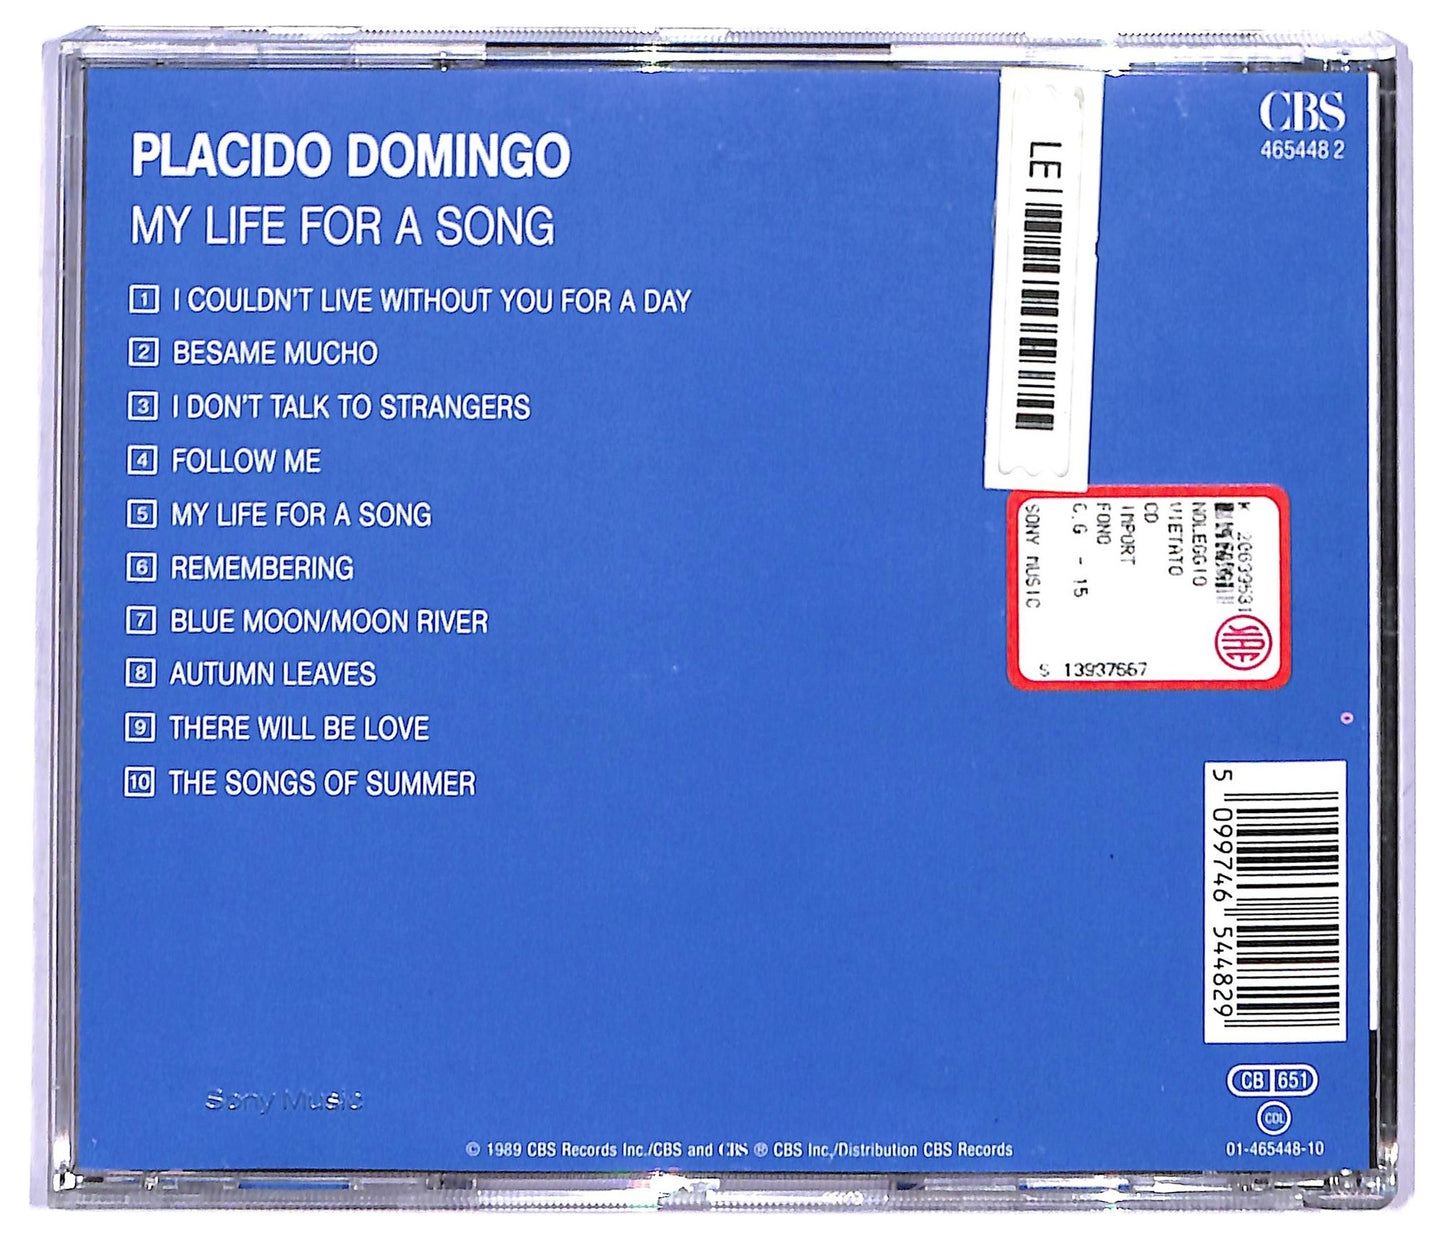 PLACIDO DOMINGO
MY LIFE FOR A SONG
1 I COULDN'T LIVE WITHOUT YOU FOR A DAY
2 BESAME MUCHO
3 I DON'T TALK TO STRANGERS
4 FOLLOW ME
5 MY LIFE FOR A SONG
6 REMEMBERING
7 BLUE MOON/MOON RIVER
8 AUTUMN LEAVES
9 THERE WILL BE LOVE
10 THE SONGS OF SUMMER
CBS
465448 2
LE
NOLEGGIO
VIETATO
CD
IMPORT
FONO
C.G - 15
SONY MUSIC
SIAE
S 13937667
5 099746 544829
CB 651
CDL
01-465448-10
Sony Music
© 1989 CBS Records Inc./CBS and CBS ® CBS Inc./Distribution CBS Records